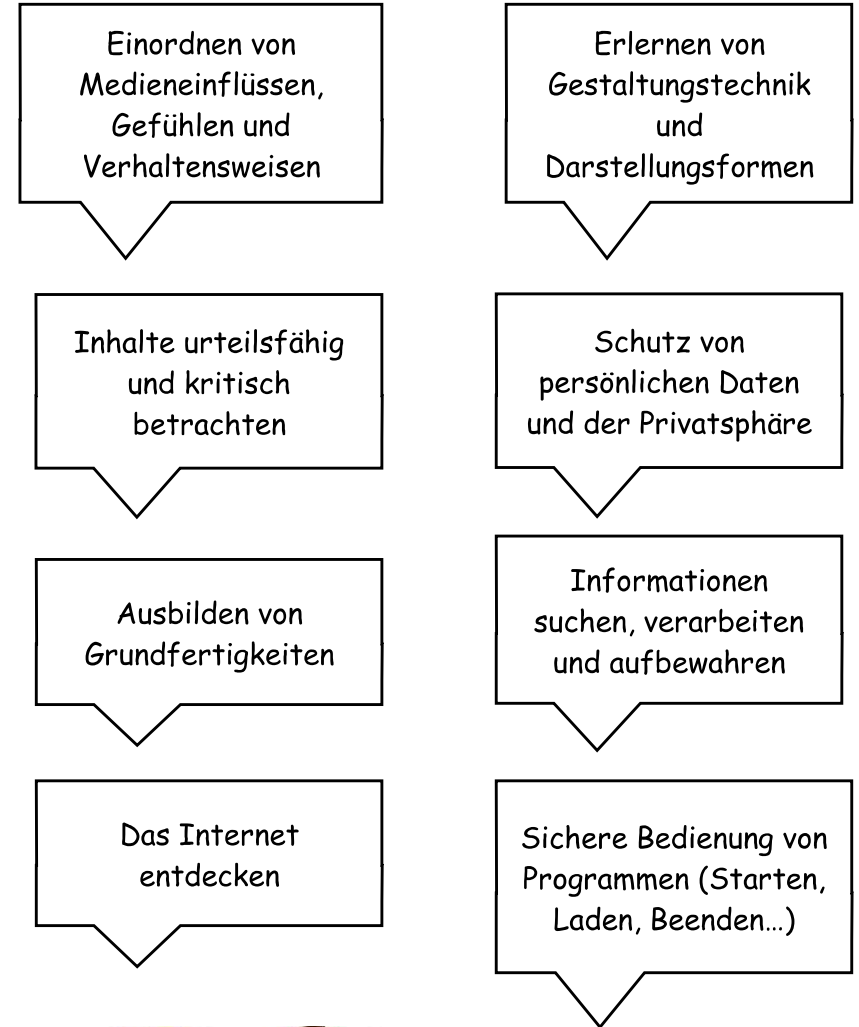 Einordnen von
Medieneinflüssen,
Gefühlen und
Verhaltensweisen
Erlernen von
Gestaltungstechnik
und
Darstellungsformen
Inhalte urteilsfähig
und kritisch
betrachten
Schutz von
persönlichen Daten
und der Privatsphäre
Ausbilden von
Grundfertigkeiten
Informationen
suchen, verarbeiten
und aufbewahren
Das Internet
entdecken
Sichere Bedienung von
Programmen (Starten,
Laden, Beenden…)